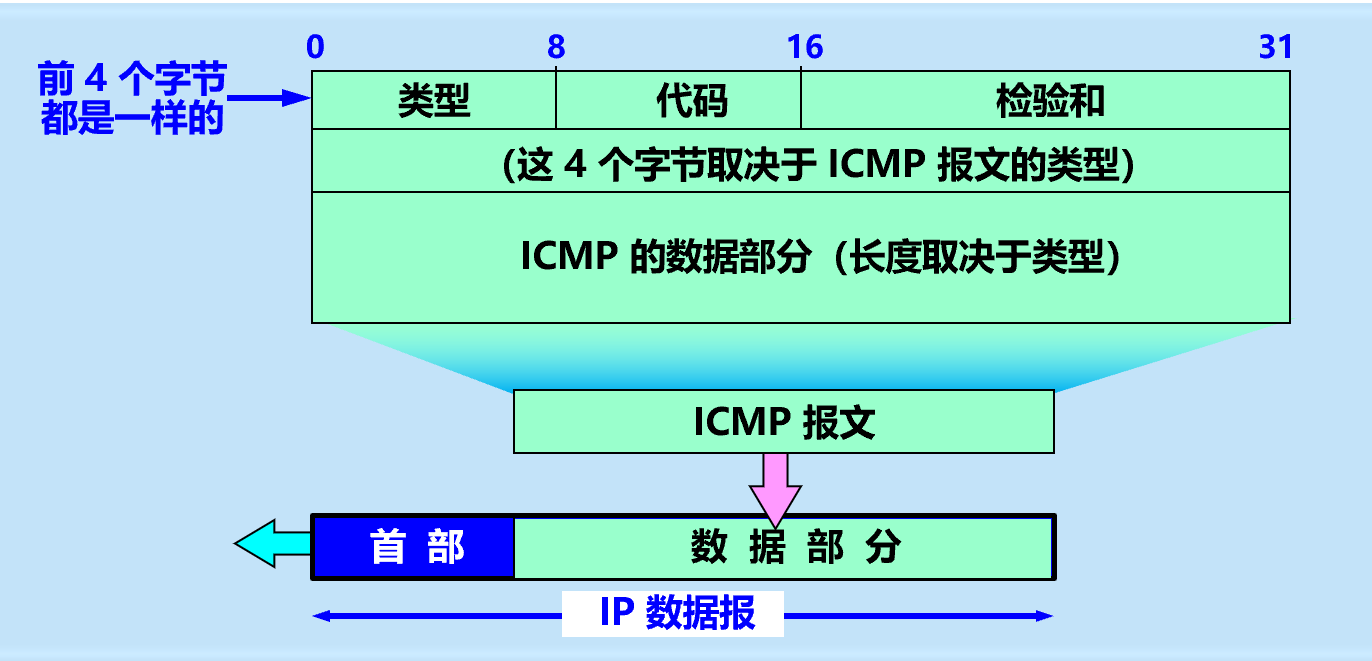 0 8 16 31
前 4 个字节
都是一样的
类型 代码 检验和
（这 4 个字节取决于 ICMP 报文的类型）
ICMP 的数据部分（长度取决于类型）
ICMP 报文
首 部 数 据 部 分
IP 数据报